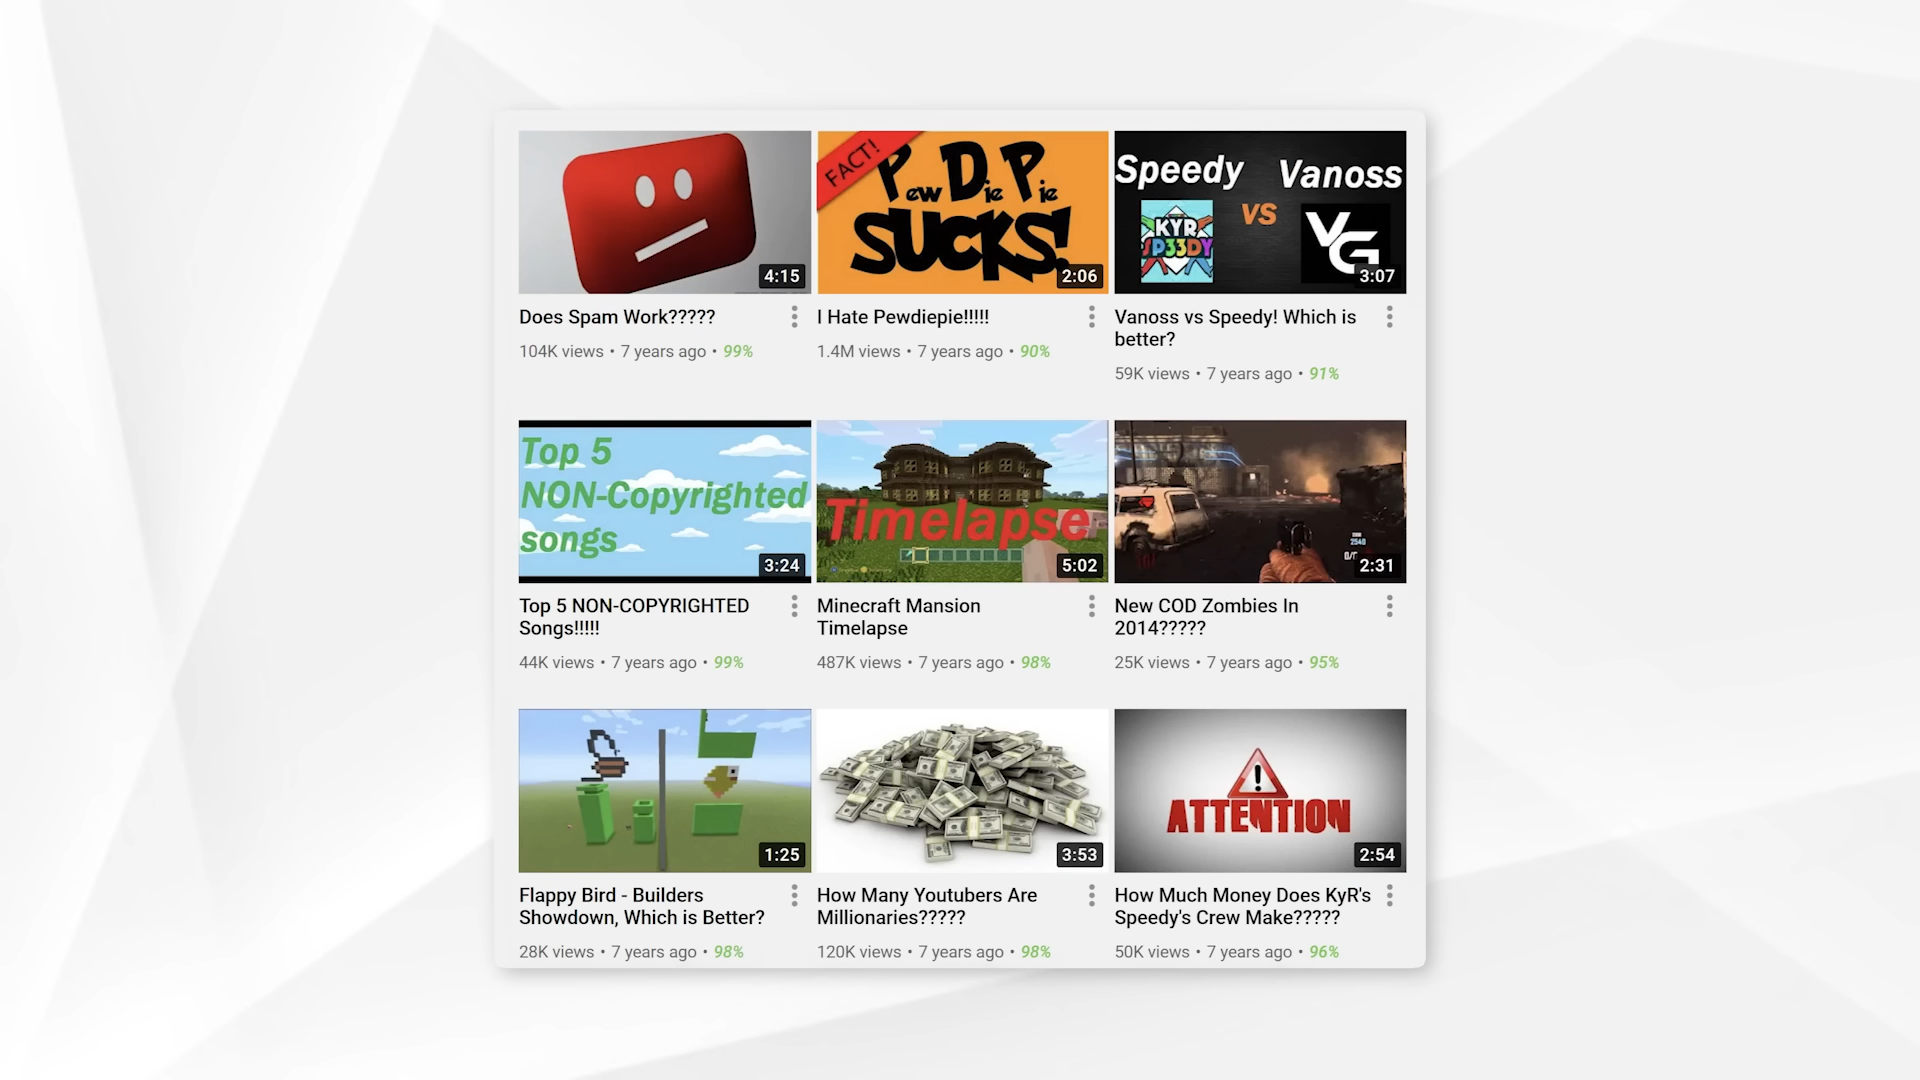 4:15
FACT!
PewDiePie
SUCKS!
2:06
Speedy
Vanoss
VS
KYR
SP33DY
VG
3:07
Does Spam Work?????
104K views • 7 years ago • 99%
I Hate Pewdiepie!!!!!
1.4M views • 7 years ago • 90%
Vanoss vs Speedy! Which is
better?
59K views • 7 years ago • 91%
Top 5
NON-Copyrighted
songs
3:24
Timelapse
5:02
2540
2:31
Top 5 NON-COPYRIGHTED
Songs!!!!!
44K views • 7 years ago • 99%
Minecraft Mansion
Timelapse
487K views • 7 years ago • 98%
New COD Zombies In
2014?????
25K views • 7 years ago • 95%
1:25
3:53
ATTENTION
2:54
Flappy Bird - Builders
Showdown, Which is Better?
28K views • 7 years ago • 98%
How Many Youtubers Are
Millionaries?????
120K views • 7 years ago • 98%
How Much Money Does KyR's
Speedy's Crew Make?????
50K views • 7 years ago • 96%